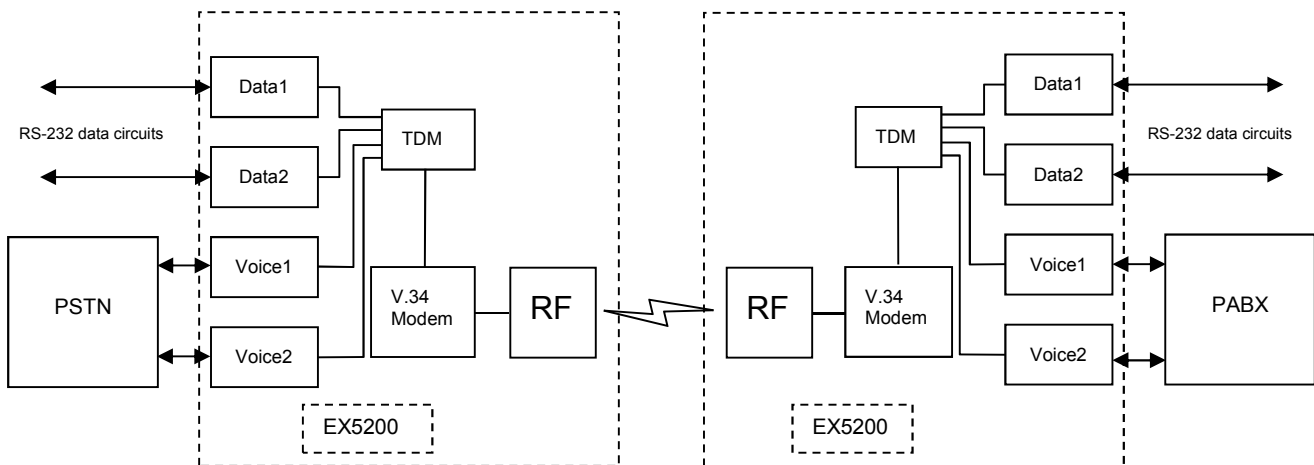 Data1
RS-232 data circuits
Data2
TDM
PSTN
Voice1
Voice2
V.34
Modem
RF
EX5200
Data1
RS-232 data circuits
Data2
TDM
Voice1
Voice2
RF
V.34
Modem
PABX
EX5200